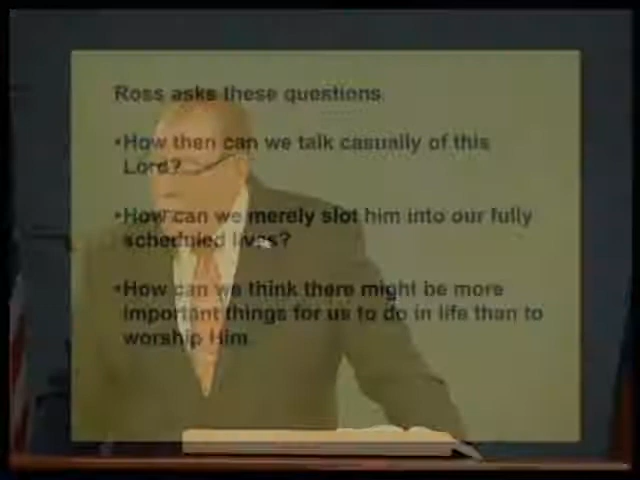 Ross asks these questions
•How then can we talk casually of this
Lord?
•How can we merely slot him into our fully
scheduled lives?
•How can we think there might be more
important things for us to do in life than to
worship Him